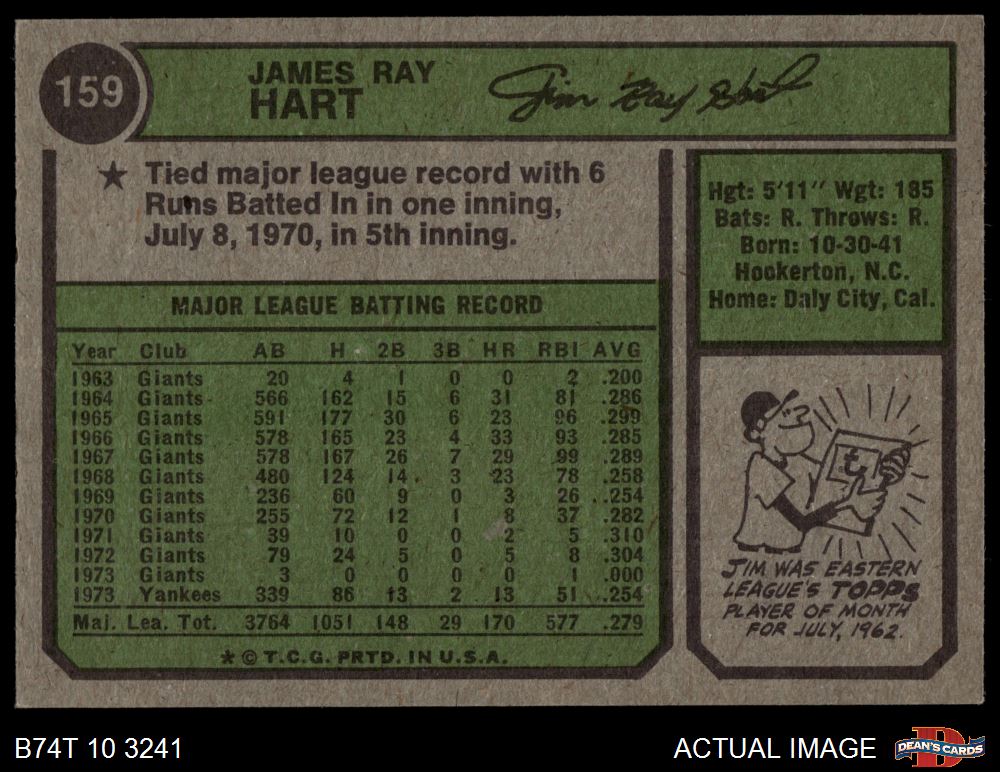 159
JAMES RAY
HART
Jim Ray Hart
★ Tied major league record with 6
Runs Batted In in one inning,
July 8, 1970, in 5th inning.
Hgt: 5'11" Wgt: 185
Bats: R. Throws: R.
Born: 10-30-41
Hookerton, N.C.
Home: Daly City, Cal.
MAJOR LEAGUE BATTING RECORD
Year Club AB H 2B 3B HR RBI AVG
1963 Giants 20 4 1 0 0 2 .200
1964 Giants 566 162 15 6 31 81 .286
1965 Giants 591 177 30 6 23 96 .299
1966 Giants 578 165 23 4 33 93 .285
1967 Giants 578 167 26 7 29 99 .289
1968 Giants 480 124 14 3 23 78 .258
1969 Giants 236 60 9 0 3 26 .254
1970 Giants 255 72 12 1 8 37 .282
1971 Giants 39 10 0 0 2 5 .310
1972 Giants 79 24 5 0 5 8 .304
1973 Giants 3 0 0 0 0 1 .000
1973 Yankees 339 86 13 2 13 51 .254
Maj. Lea. Tot. 3764 1051 148 29 170 577 .279
★ © T.C.G. PRTD. IN U.S.A.
t
JIM WAS EASTERN
LEAGUE'S TOPPS
PLAYER OF MONTH
FOR JULY, 1962.
B74T 10 3241
ACTUAL IMAGE
D
DEAN'S CARDS